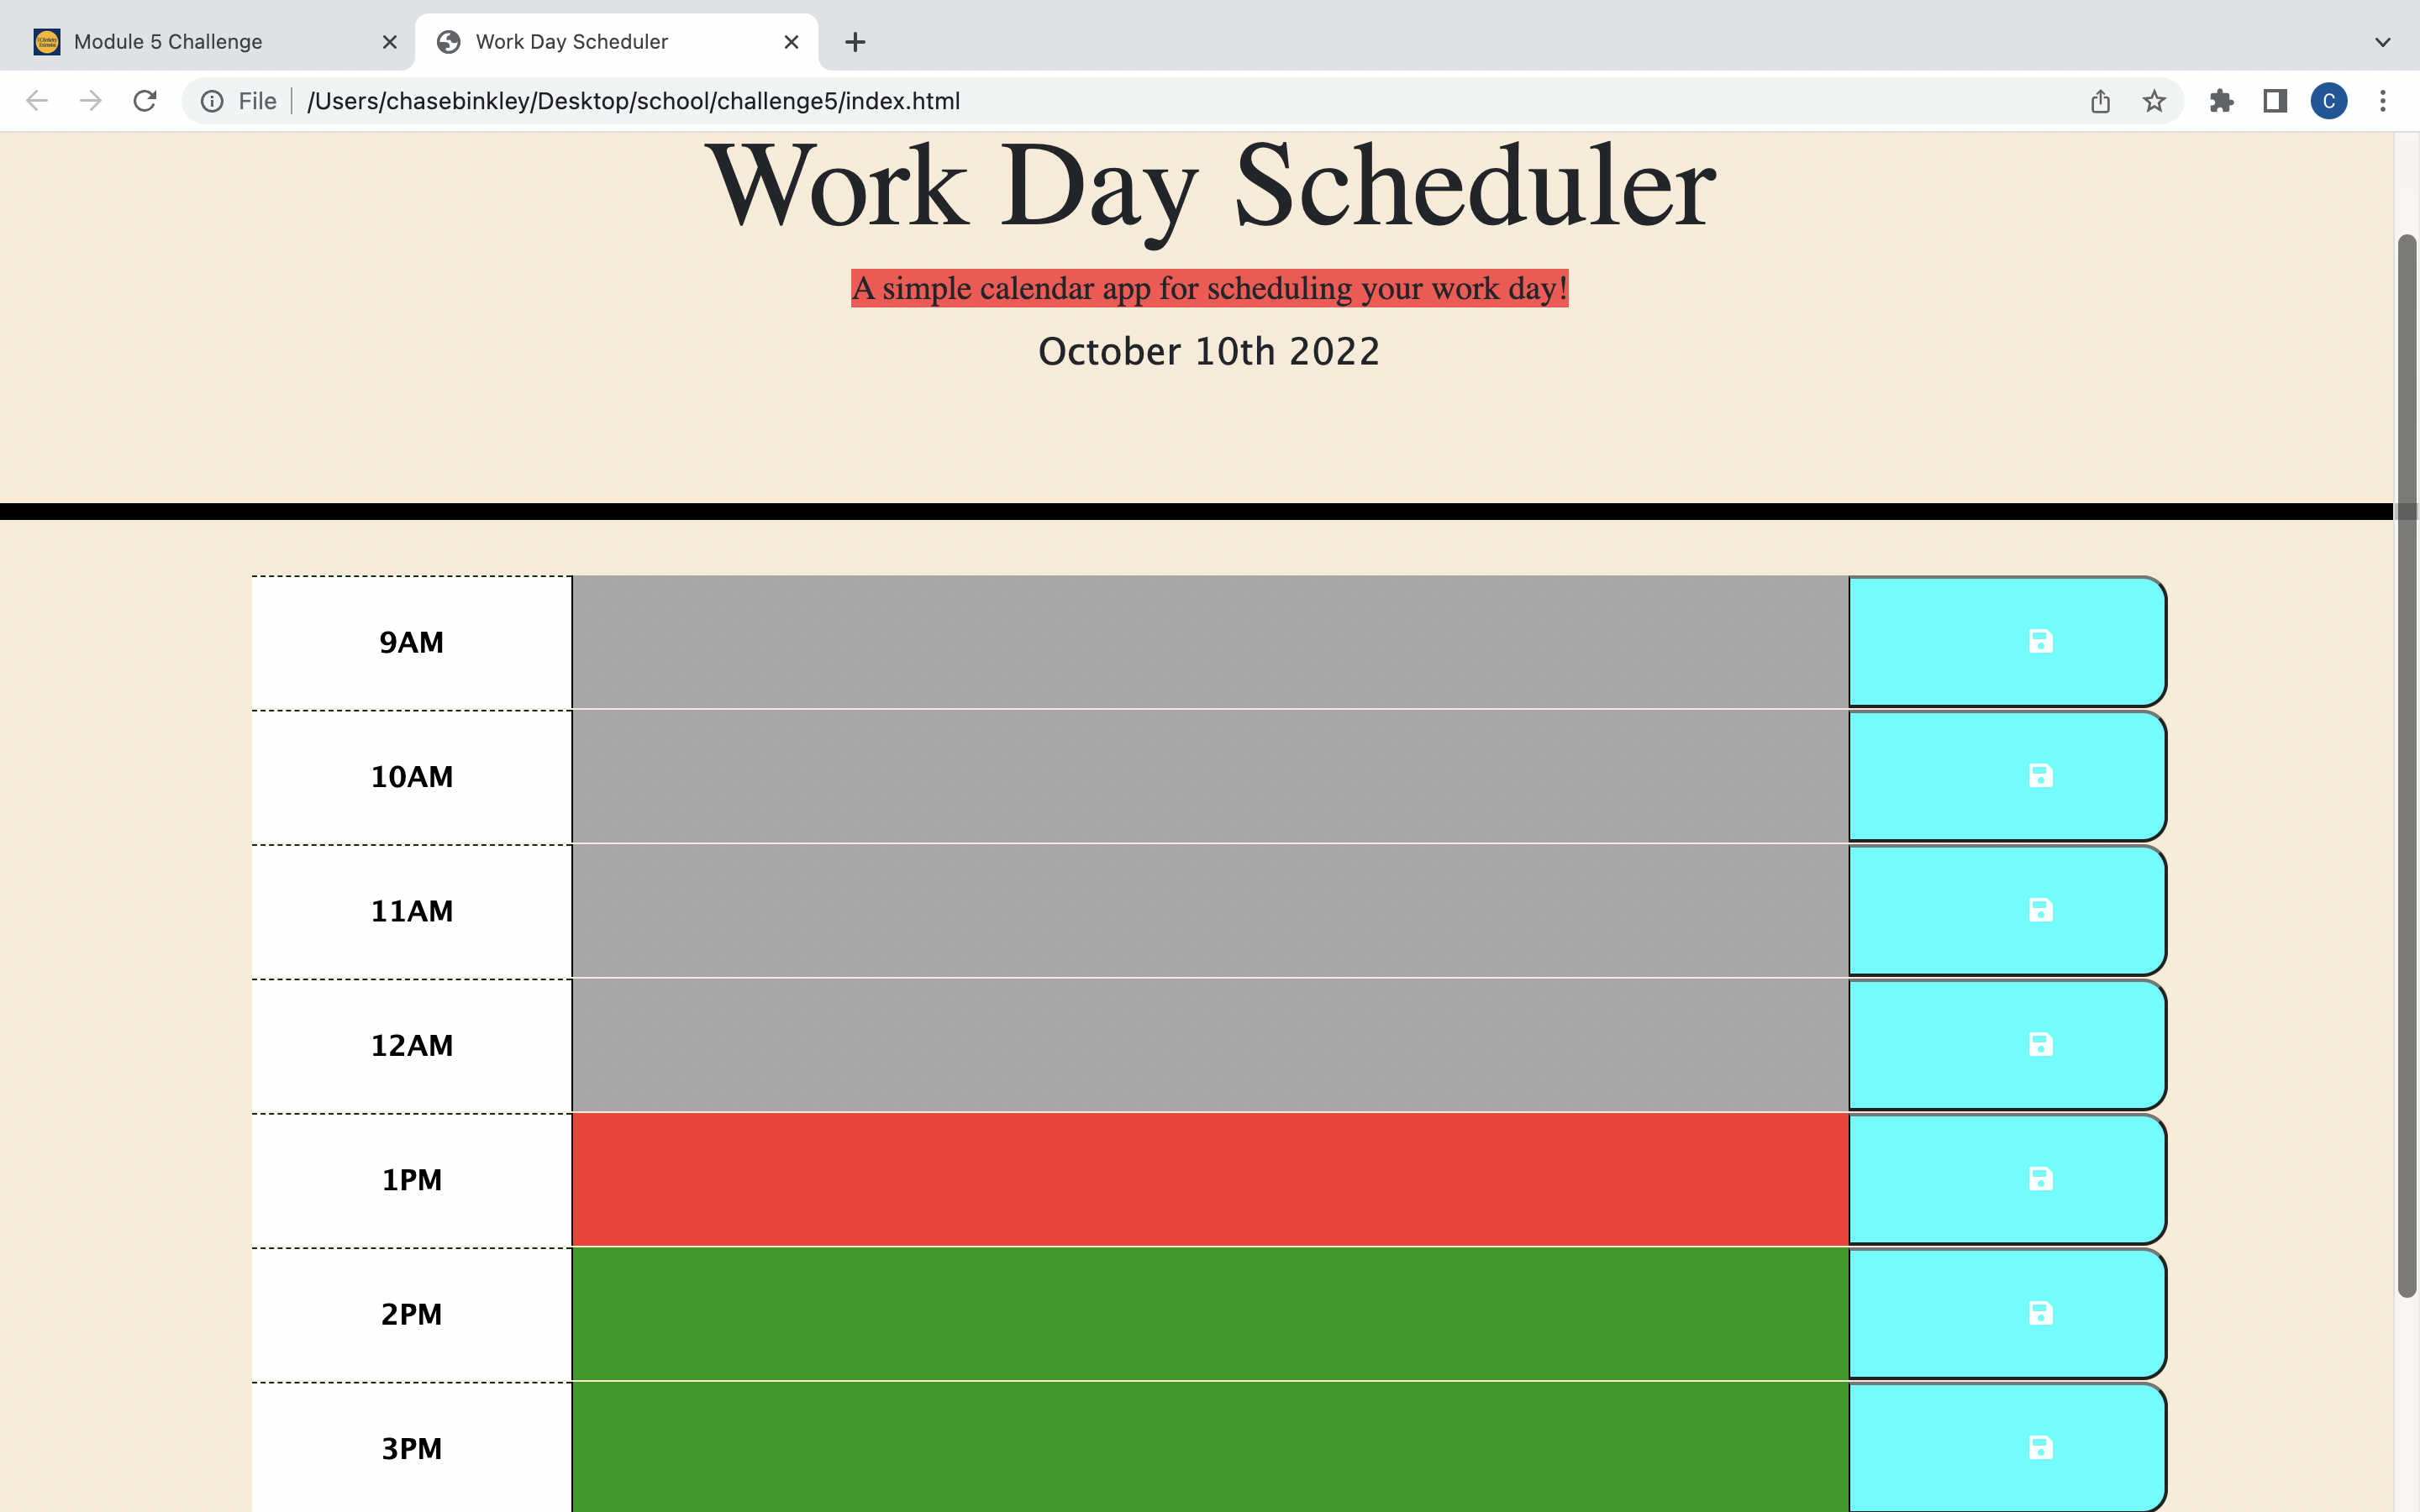 Module 5 Challenge
Work Day Scheduler
File /Users/chasebinkley/Desktop/school/challenge5/index.html
C
Work Day Scheduler
A simple calendar app for scheduling your work day!
October 10th 2022
9AM
10AM
11AM
12AM
1PM
2PM
3PM